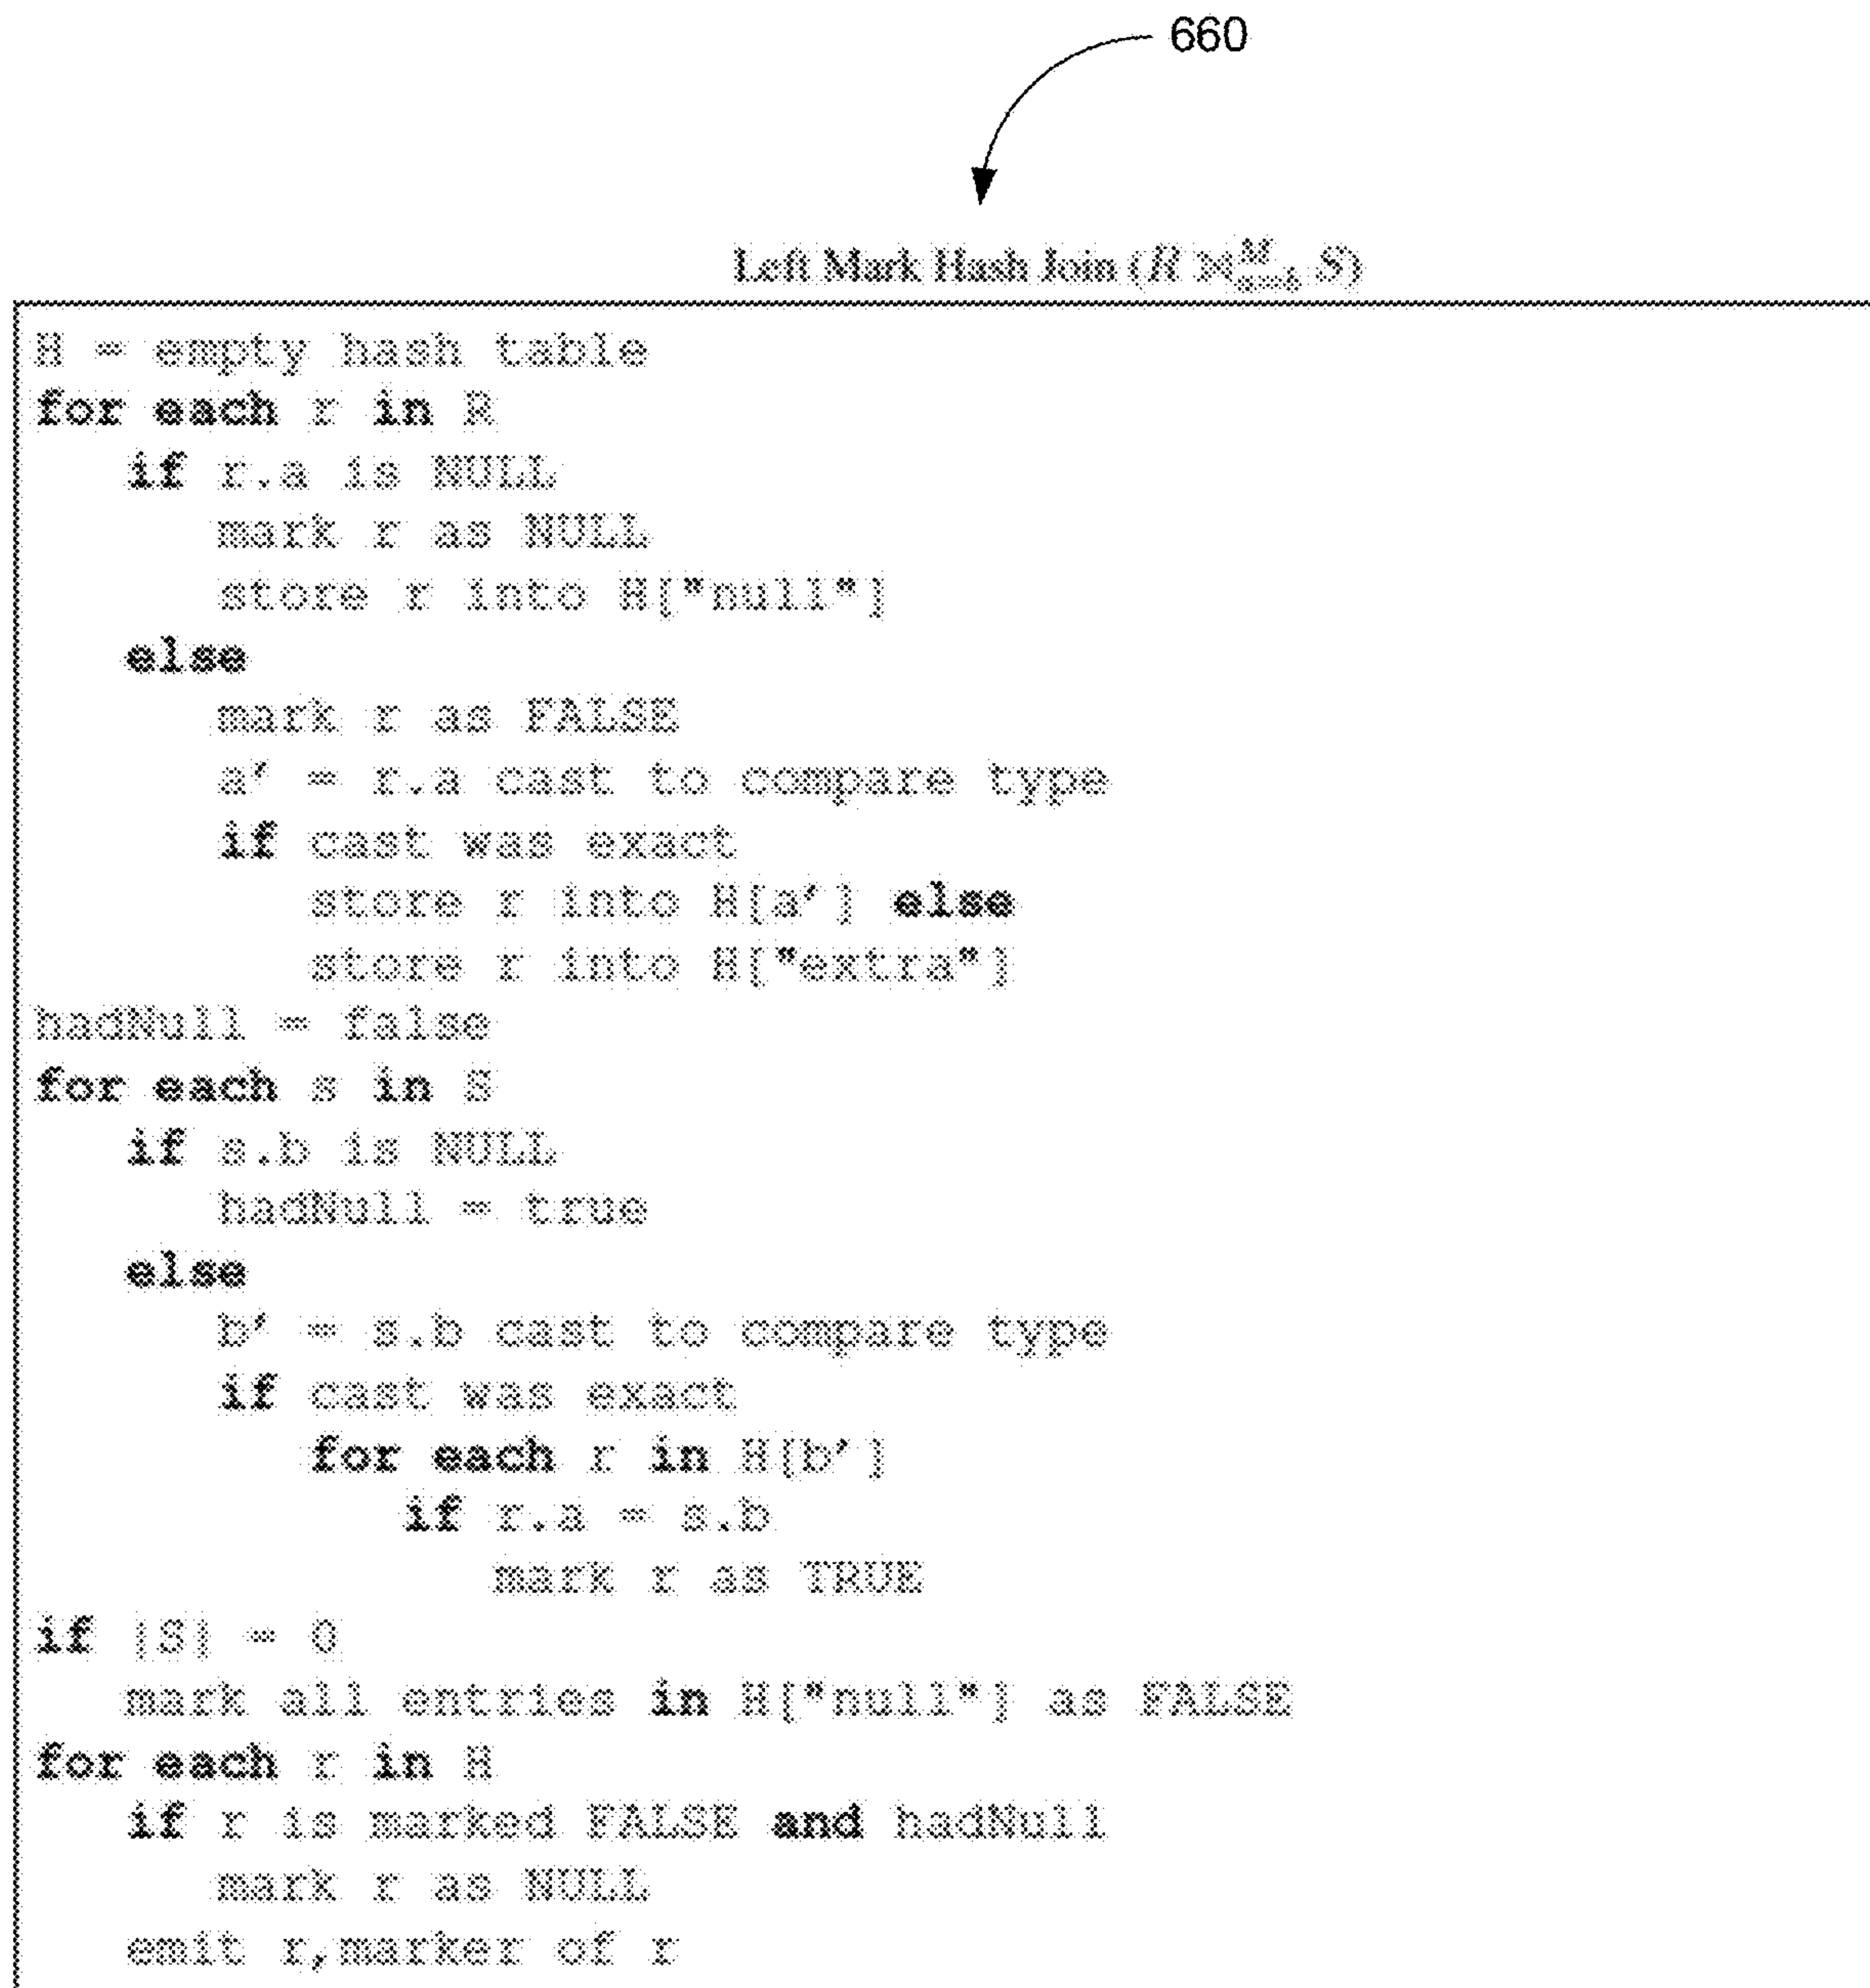 660
Left Mark Hash Join (R ⋈ᴹₐ₌ᵦ S)
H = empty hash table
for each r in R
if r.a is NULL
mark r as NULL
store r into H["null"]
else
mark r as FALSE
a' = r.a cast to compare type
if cast was exact
store r into H[a'] else
store r into H["extra"]
hadNull = false
for each s in S
if s.b is NULL
hadNull = true
else
b' = s.b cast to compare type
if cast was exact
for each r in H[b']
if r.a = s.b
mark r as TRUE
if |S| = 0
mark all entries in H["null"] as FALSE
for each r in H
if r is marked FALSE and hadNull
mark r as NULL
emit r,marker of r